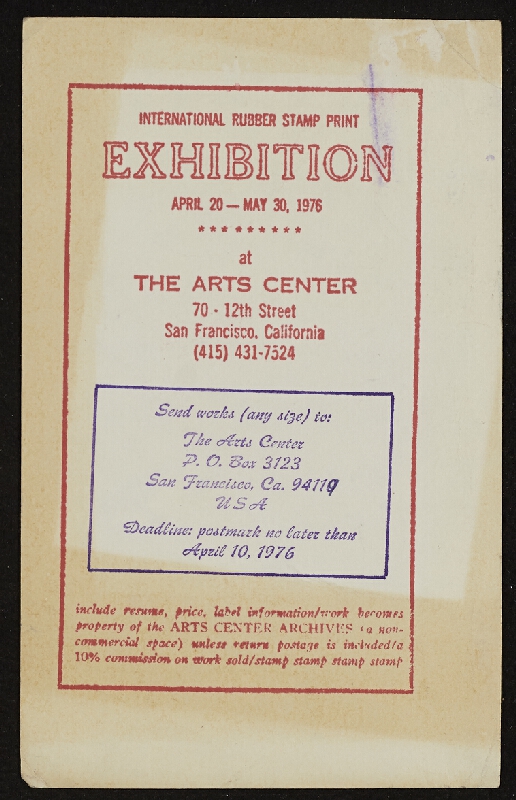 INTERNATIONAL RUBBER STAMP PRINT
EXHIBITION
APRIL 20 — MAY 30, 1976
* * * * * * * * *
at
THE ARTS CENTER
70 - 12th Street
San Francisco, California
(415) 431-7524
Send works (any size) to:
The Arts Center
P. O. Box 3123
San Francisco, Ca. 94119
USA
Deadline: postmark no later than
April 10, 1976
include resume, price, label information/work becomes
property of the ARTS CENTER ARCHIVES (a non-
commercial space) unless return postage is included/a
10% commission on work sold/stamp stamp stamp stamp